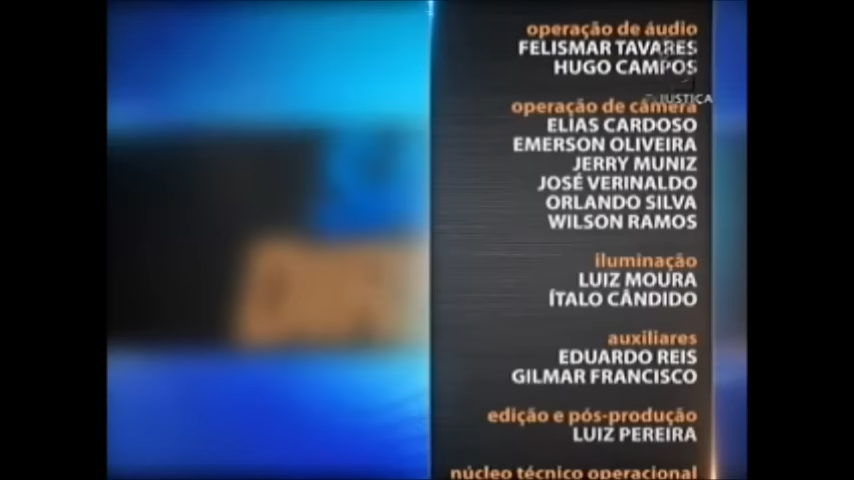 operação de áudio
FELISMAR TAVARES
HUGO CAMPOS
JUSTIÇA
operação de câmera
ELIAS CARDOSO
EMERSON OLIVEIRA
JERRY MUNIZ
JOSÉ VERINALDO
ORLANDO SILVA
WILSON RAMOS
iluminação
LUIZ MOURA
ÍTALO CÂNDIDO
auxiliares
EDUARDO REIS
GILMAR FRANCISCO
edição e pós-produção
LUIZ PEREIRA
núcleo técnico operacional